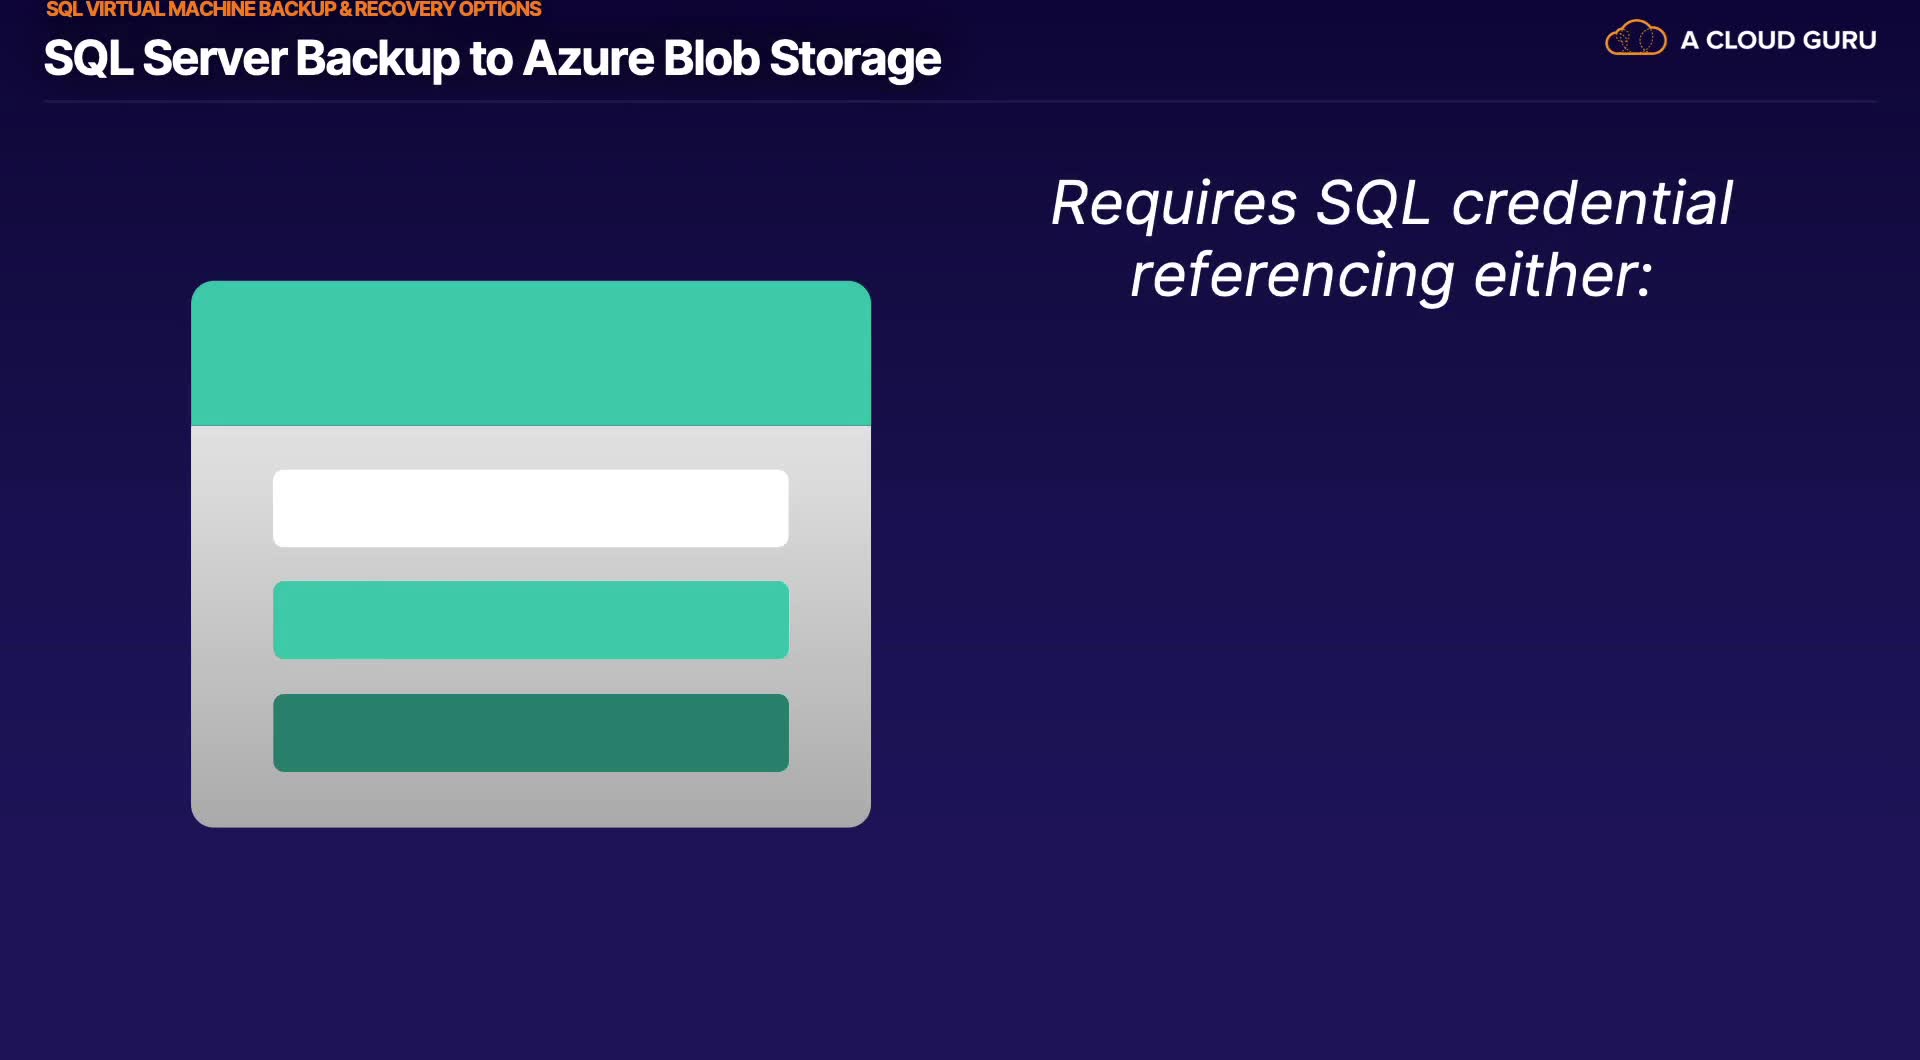 SQL VIRTUAL MACHINE BACKUP & RECOVERY OPTIONS
SQL Server Backup to Azure Blob Storage
A CLOUD GURU
Requires SQL credential
referencing either: